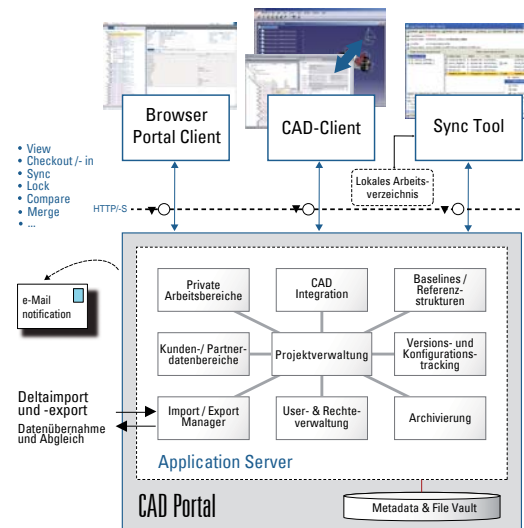 Browser
Portal Client
CAD-Client
Sync Tool
• View
• Checkout /- in
• Sync
• Lock
• Compare
• Merge
• ...
Lokales Arbeits-
verzeichnis
HTTP/-S
e-Mail
notification
Private
Arbeitsbereiche
CAD
Integration
Baselines /
Referenz-
strukturen
Kunden-/ Partner-
datenbereiche
Projektverwaltung
Versions- und
Konfigurations-
tracking
Deltaimport
und -export
Datenübernahme
und Abgleich
Import / Export
Manager
User- & Rechte-
verwaltung
Archivierung
Application Server
CAD Portal
Metadata & File Vault